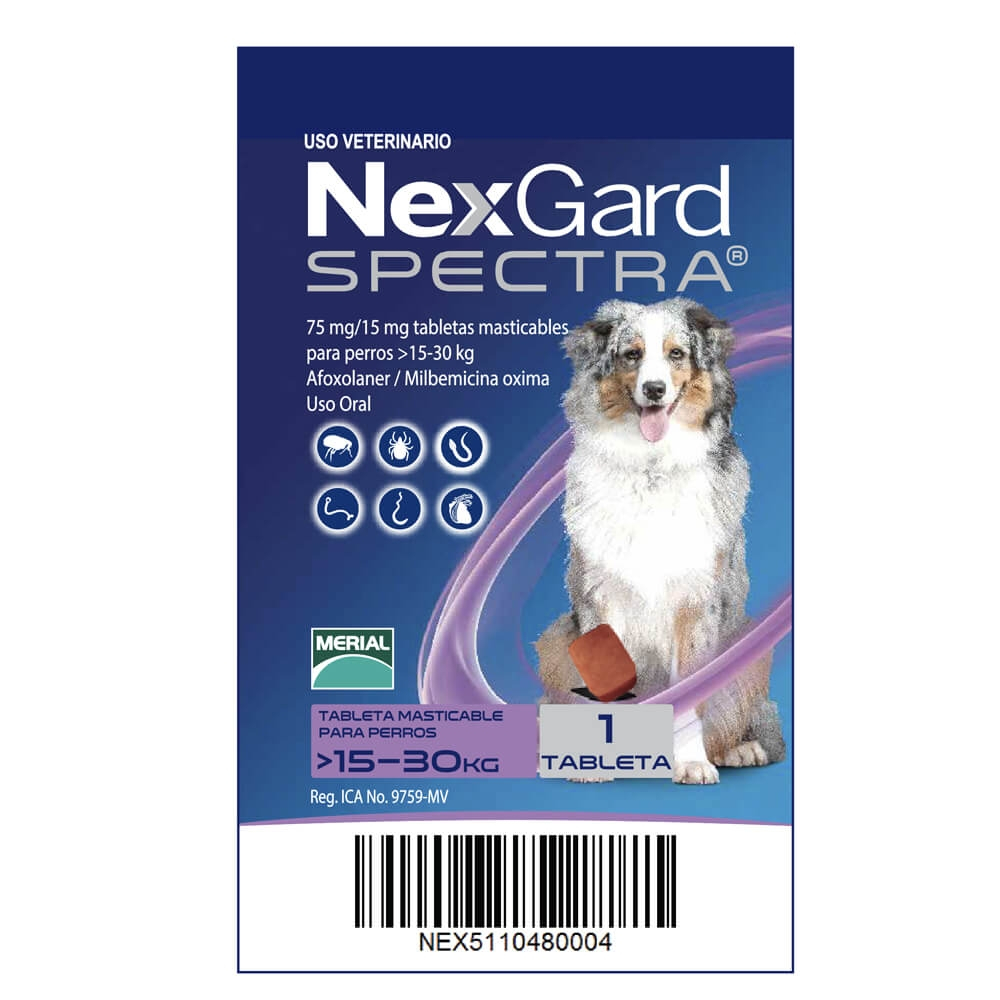 USO VETERINARIO
NexGard
SPECTRA®
75 mg/15 mg tabletas masticables
para perros >15-30 kg
Afoxolaner / Milbemicina oxima
Uso Oral
MERIAL
TABLETA MASTICABLE
PARA PERROS
>15-30KG
1
TABLETA
Reg. ICA No. 9759-MV
NEX5110480004